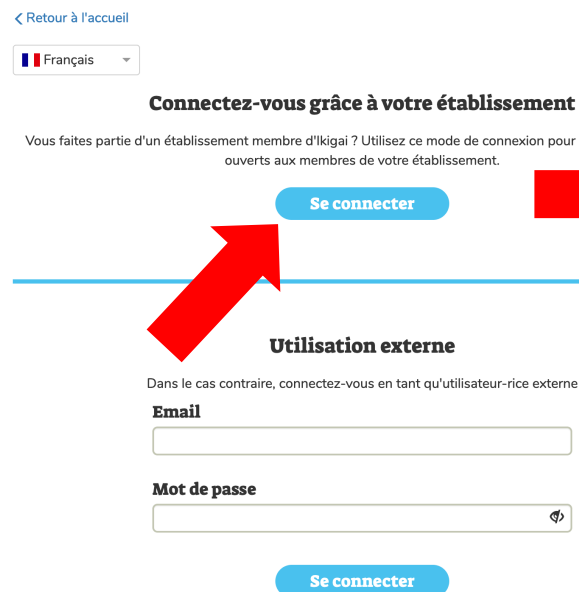 Retour à l'accueil
Français
Connectez-vous grâce à votre établissement
Vous faites partie d'un établissement membre d'Ikigai ? Utilisez ce mode de connexion pour
ouverts aux membres de votre établissement.
Se connecter
Utilisation externe
Dans le cas contraire, connectez-vous en tant qu'utilisateur-rice externe
Email
Mot de passe
Se connecter